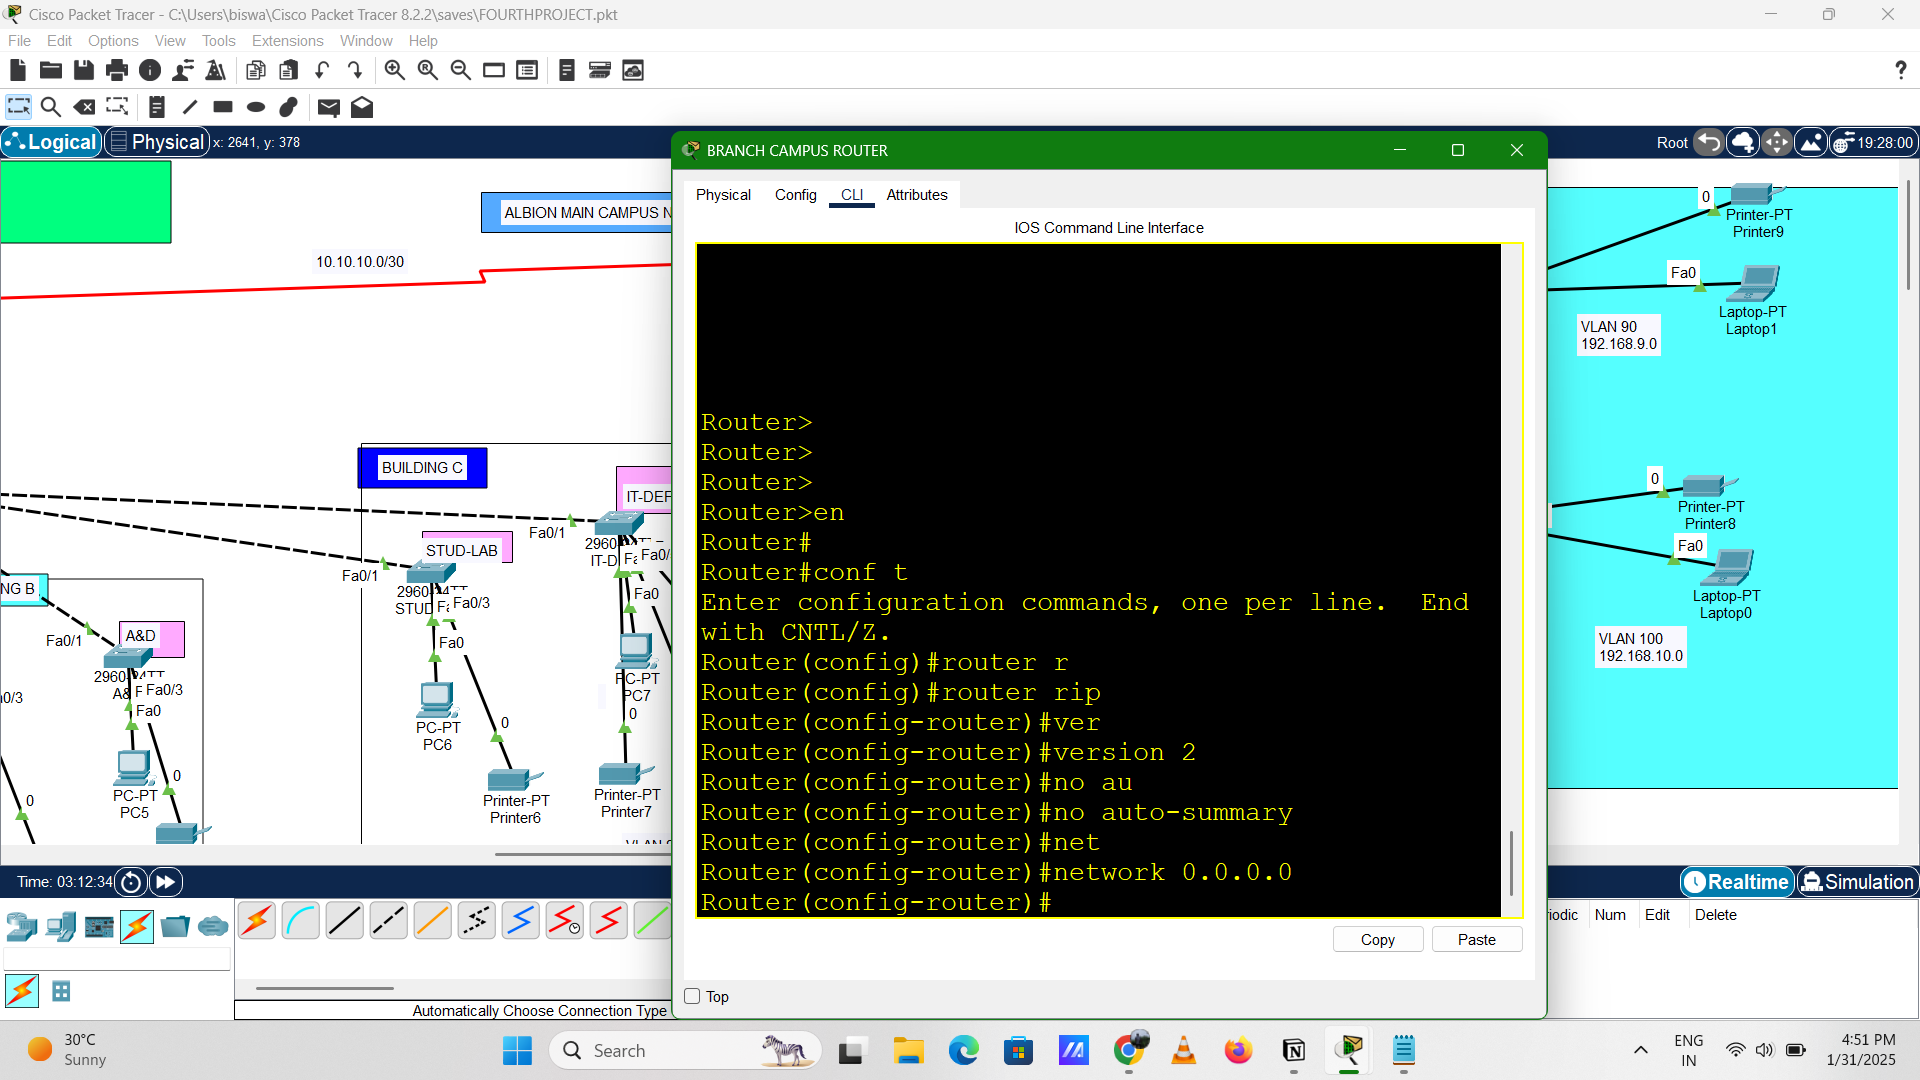 Cisco Packet Tracer - C:\Users\biswa\Cisco Packet Tracer 8.2.2\saves\FOURTHPROJECT.pkt
File Edit Options View Tools Extensions Window Help
Logical Physical x: 2641, y: 378
Root 19:28:00
ALBION MAIN CAMPUS N
10.10.10.0/30
BUILDING C
IT-DEP
STUD-LAB
Fa0/1
Fa0/1
2960
IT-D
Fa0/
Fa0
2960
STUD
Fa0/3
Fa0
NG B
A&D
Fa0/1
2960
A&
Fa0/3
Fa0
0/3
PC-PT
PC7
0
PC-PT
PC6
0
PC-PT
PC5
0
0
Printer-PT
Printer6
Printer-PT
Printer7
BRANCH CAMPUS ROUTER
Physical Config CLI Attributes
IOS Command Line Interface
Router>
Router>
Router>
Router>en
Router#
Router#conf t
Enter configuration commands, one per line. End
with CNTL/Z.
Router(config)#router r
Router(config)#router rip
Router(config-router)#ver
Router(config-router)#version 2
Router(config-router)#no au
Router(config-router)#no auto-summary
Router(config-router)#net
Router(config-router)#network 0.0.0.0
Router(config-router)#
Copy Paste
Top
0
Printer-PT
Printer9
Fa0
Laptop-PT
Laptop1
VLAN 90
192.168.9.0
0
Printer-PT
Printer8
Fa0
Laptop-PT
Laptop0
VLAN 100
192.168.10.0
Time: 03:12:34
Realtime Simulation
iodic Num Edit Delete
Automatically Choose Connection Type
30°C
Sunny
Search
ENG
IN
4:51 PM
1/31/2025